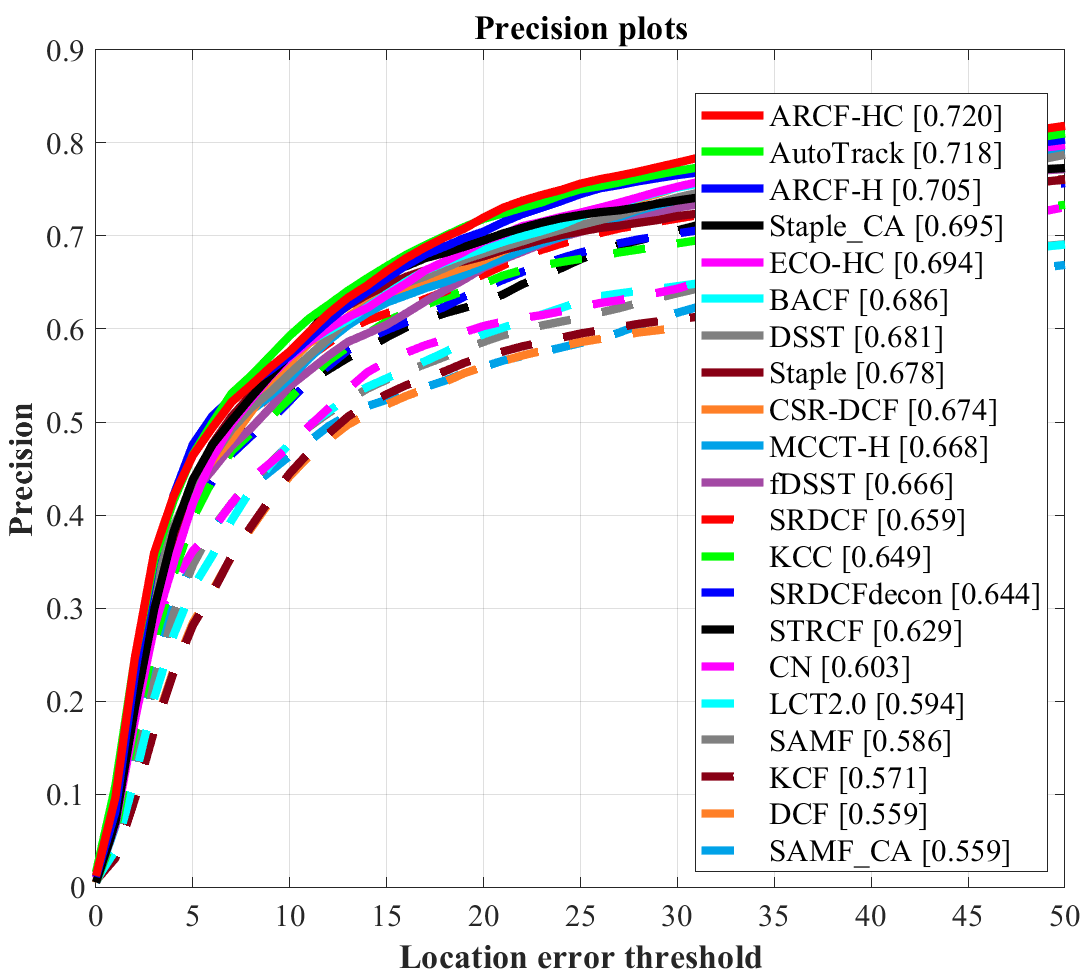 Precision plots
0.9
0.8
0.7
0.6
0.5
0.4
0.3
0.2
0.1
0
Precision
ARCF-HC [0.720]
AutoTrack [0.718]
ARCF-H [0.705]
Staple_CA [0.695]
ECO-HC [0.694]
BACF [0.686]
DSST [0.681]
Staple [0.678]
CSR-DCF [0.674]
MCCT-H [0.668]
fDSST [0.666]
SRDCF [0.659]
KCC [0.649]
SRDCFdecon [0.644]
STRCF [0.629]
CN [0.603]
LCT2.0 [0.594]
SAMF [0.586]
KCF [0.571]
DCF [0.559]
SAMF_CA [0.559]
0 5 10 15 20 25 30 35 40 45 50
Location error threshold